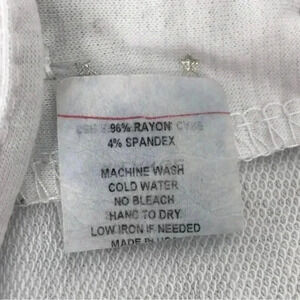 96% RAYON
4% SPANDEX
MACHINE WASH
COLD WATER
NO BLEACH
HANG TO DRY
LOW IRON IF NEEDED
MADE IN